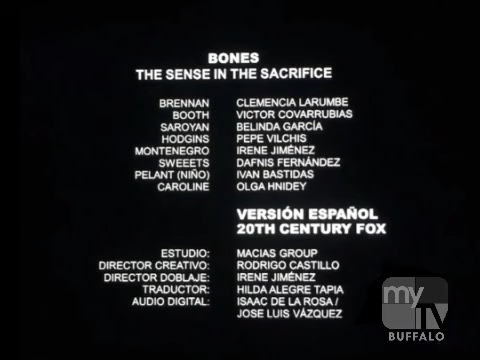 BONES
THE SENSE IN THE SACRIFICE
BRENNAN CLEMENCIA LARUMBE
BOOTH VICTOR COVARRUBIAS
SAROYAN BELINDA GARCÍA
HODGINS PEPE VILCHIS
MONTENEGRO IRENE JIMÉNEZ
SWEEETS DAFNIS FERNÁNDEZ
PELANT (NIÑO) IVAN BASTIDAS
CAROLINE OLGA HNIDEY
VERSIÓN ESPAÑOL
20TH CENTURY FOX
ESTUDIO: MACIAS GROUP
DIRECTOR CREATIVO: RODRIGO CASTILLO
DIRECTOR DOBLAJE: IRENE JIMÉNEZ
TRADUCTOR: HILDA ALEGRE TAPIA
AUDIO DIGITAL: ISAAC DE LA ROSA /
JOSE LUIS VÁZQUEZ
my
TV
BUFFALO